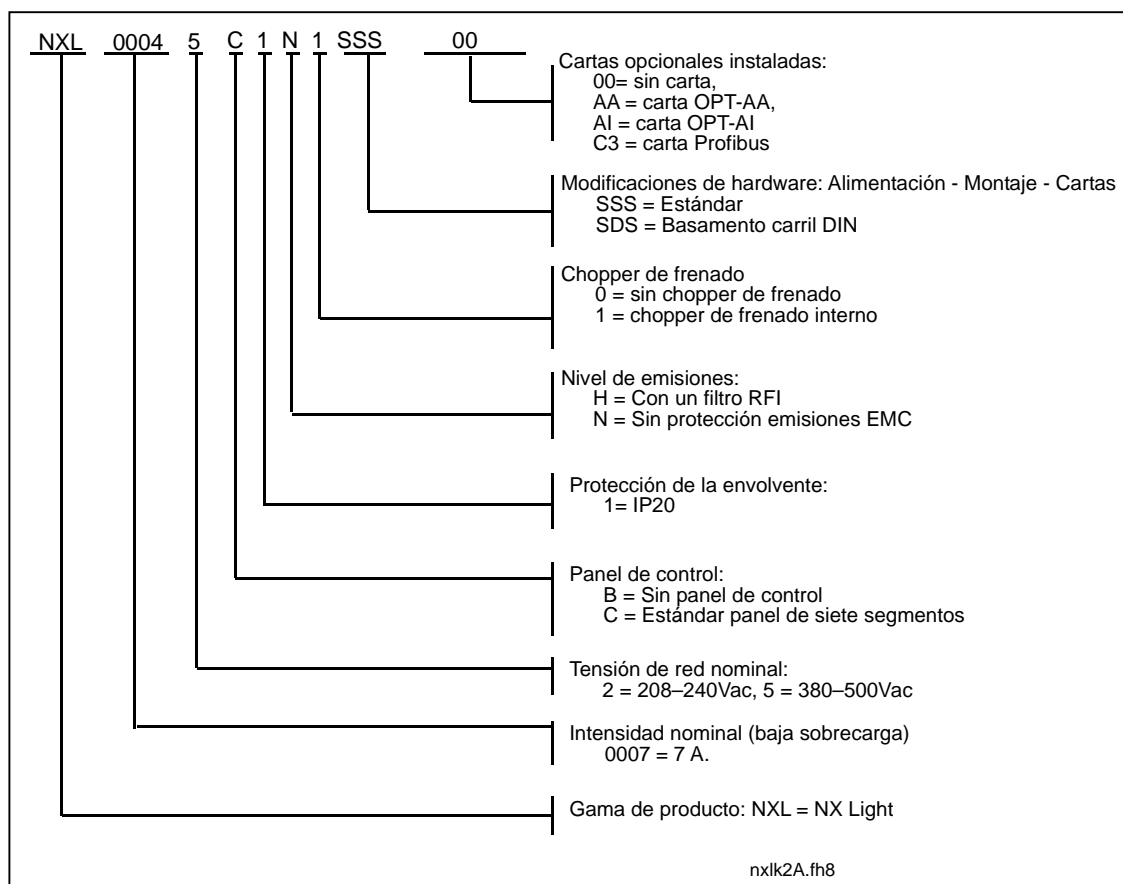 NXL 0004 5 C 1 N 1 SSS 00
Cartas opcionales instaladas:
00= sin carta,
AA = carta OPT-AA,
AI = carta OPT-AI
C3 = carta Profibus
Modificaciones de hardware: Alimentación - Montaje - Cartas
SSS = Estándar
SDS = Basamento carril DIN
Chopper de frenado
0 = sin chopper de frenado
1 = chopper de frenado interno
Nivel de emisiones:
H = Con un filtro RFI
N = Sin protección emisiones EMC
Protección de la envolvente:
1= IP20
Panel de control:
B = Sin panel de control
C = Estándar panel de siete segmentos
Tensión de red nominal:
2 = 208–240Vac, 5 = 380–500Vac
Intensidad nominal (baja sobrecarga)
0007 = 7 A.
Gama de producto: NXL = NX Light
nxlk2A.fh8